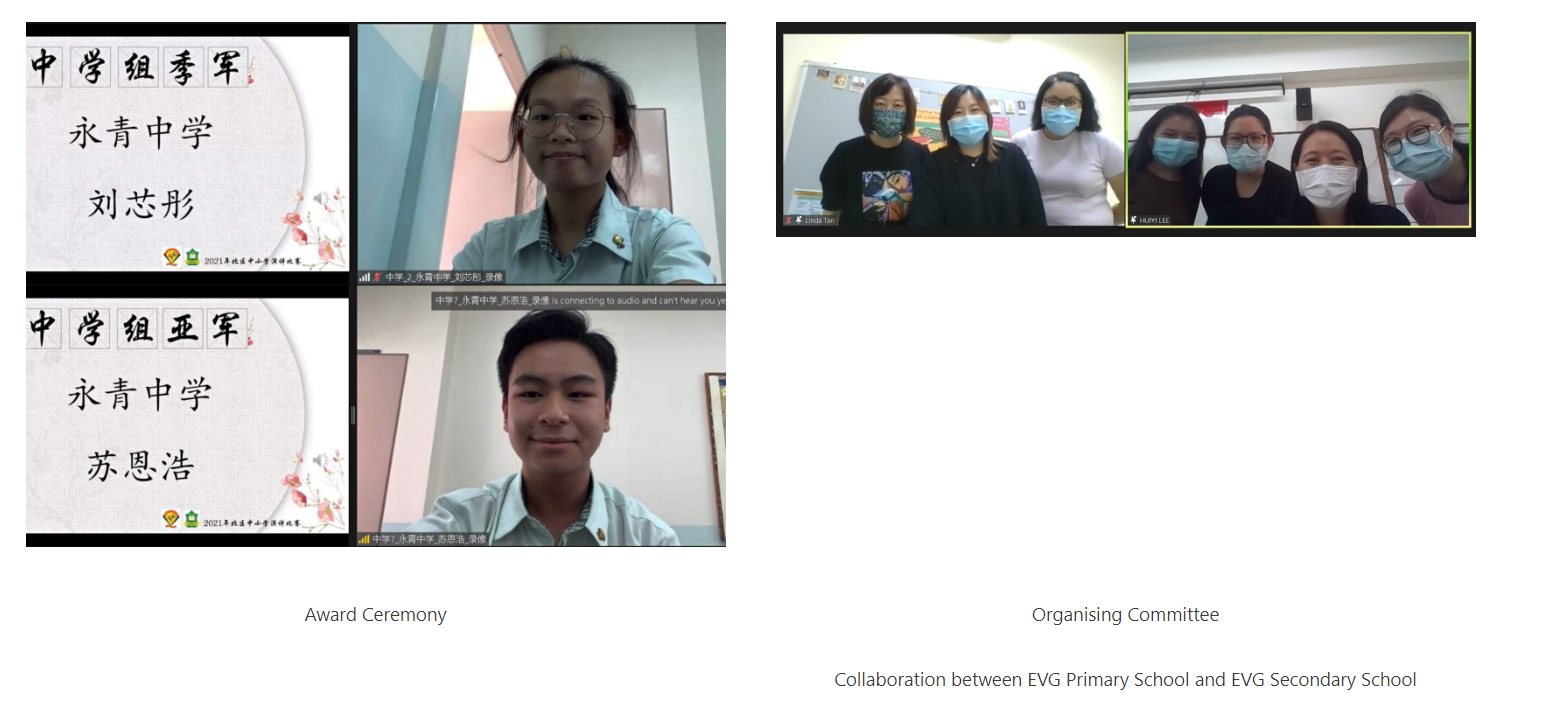 中学组季军
永青中学
刘芯彤
2021年北区中小学演讲比赛
中学_2_永青中学_刘芯彤_录像
中学7_永青中学_苏恩浩_录像 is connecting to audio and can't hear you ye
中学组亚军
永青中学
苏恩浩
2021年北区中小学演讲比赛
中学7_永青中学_苏恩浩_录像
Linda Tan
HUIYI LEE
Award Ceremony
Organising Committee
Collaboration between EVG Primary School and EVG Secondary School